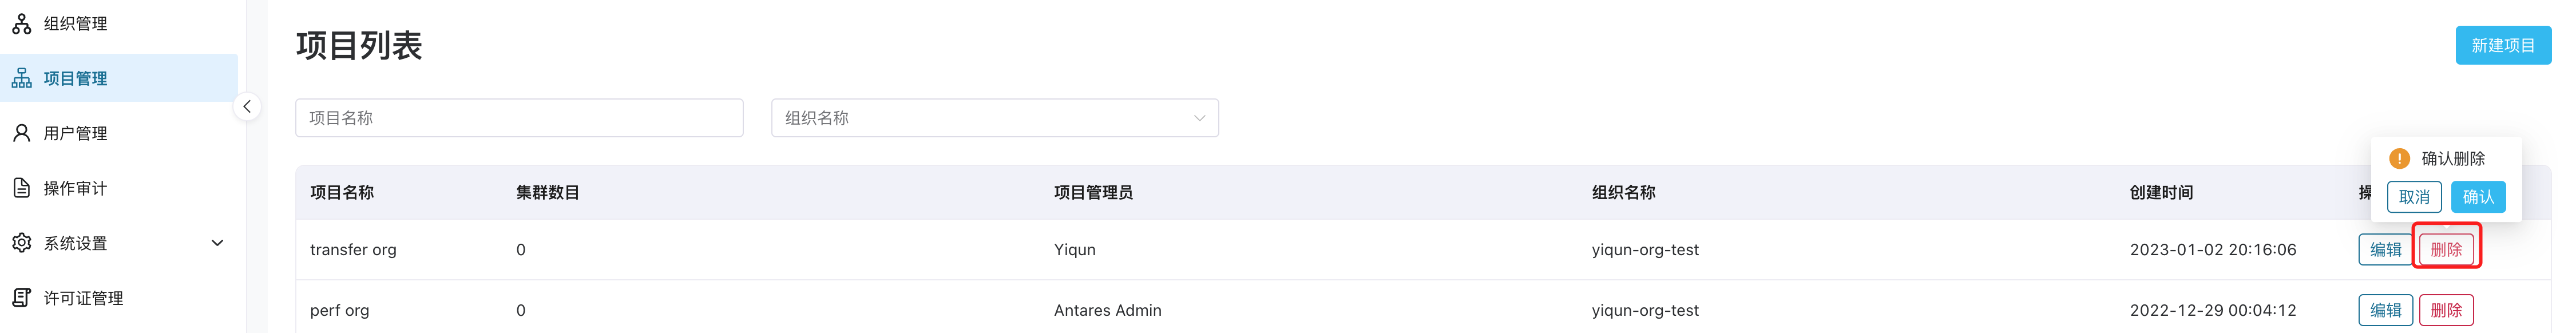 组织管理
项目管理
用户管理
操作审计
系统设置
许可证管理
项目列表
新建项目
项目名称
组织名称
确认删除
取消 确认
项目名称 集群数目 项目管理员 组织名称 创建时间
transfer org 0 Yiqun yiqun-org-test 2023-01-02 20:16:06 编辑 删除
perf org 0 Antares Admin yiqun-org-test 2022-12-29 00:04:12 编辑 删除